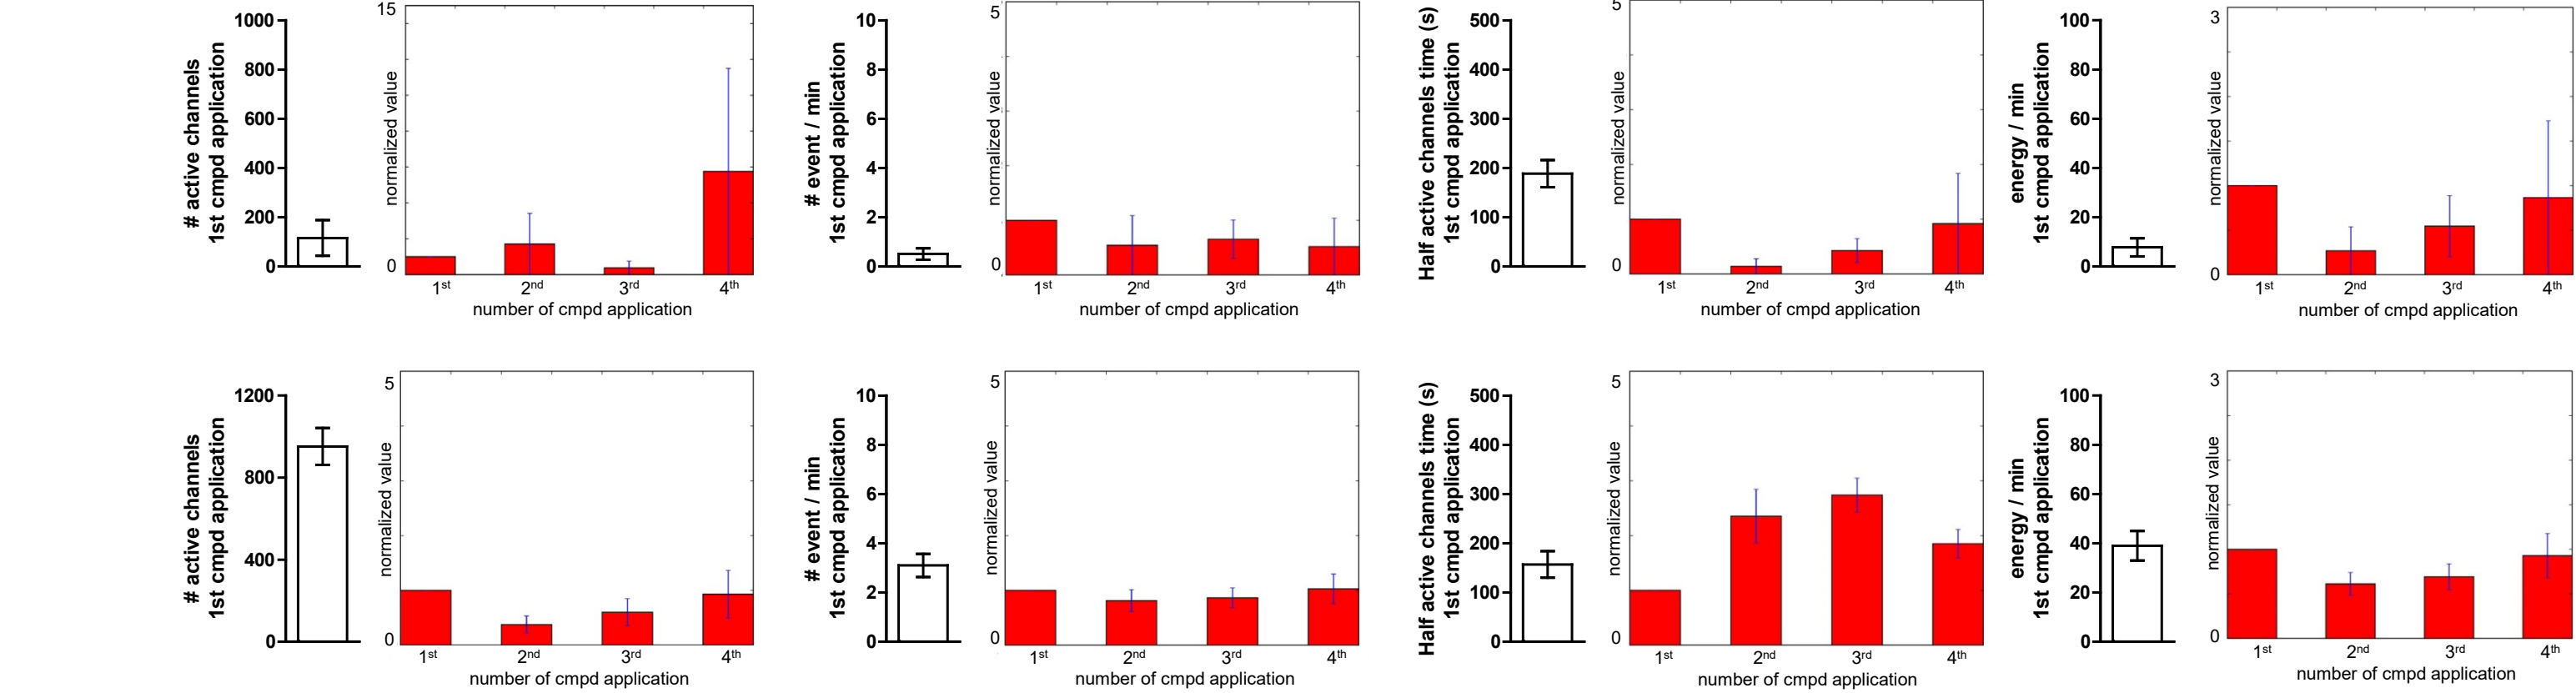 # active channels
1st cmpd application
1000
800
600
400
200
0
normalized value
15
0
1st
2nd
3rd
4th
number of cmpd application
# event / min
1st cmpd application
10
8
6
4
2
0
normalized value
5
0
1st
2nd
3rd
4th
number of cmpd application
Half active channels time (s)
1st cmpd application
500
400
300
200
100
0
normalized value
5
0
1st
2nd
3rd
4th
number of cmpd application
energy / min
1st cmpd application
100
80
60
40
20
0
normalized value
3
0
1st
2nd
3rd
4th
number of cmpd application
# active channels
1st cmpd application
1200
800
400
0
normalized value
5
0
1st
2nd
3rd
4th
number of cmpd application
# event / min
1st cmpd application
10
8
6
4
2
0
normalized value
5
0
1st
2nd
3rd
4th
number of cmpd application
Half active channels time (s)
1st cmpd application
500
400
300
200
100
0
normalized value
5
0
1st
2nd
3rd
4th
number of cmpd application
energy / min
1st cmpd application
100
80
60
40
20
0
normalized value
3
0
1st
2nd
3rd
4th
number of cmpd application